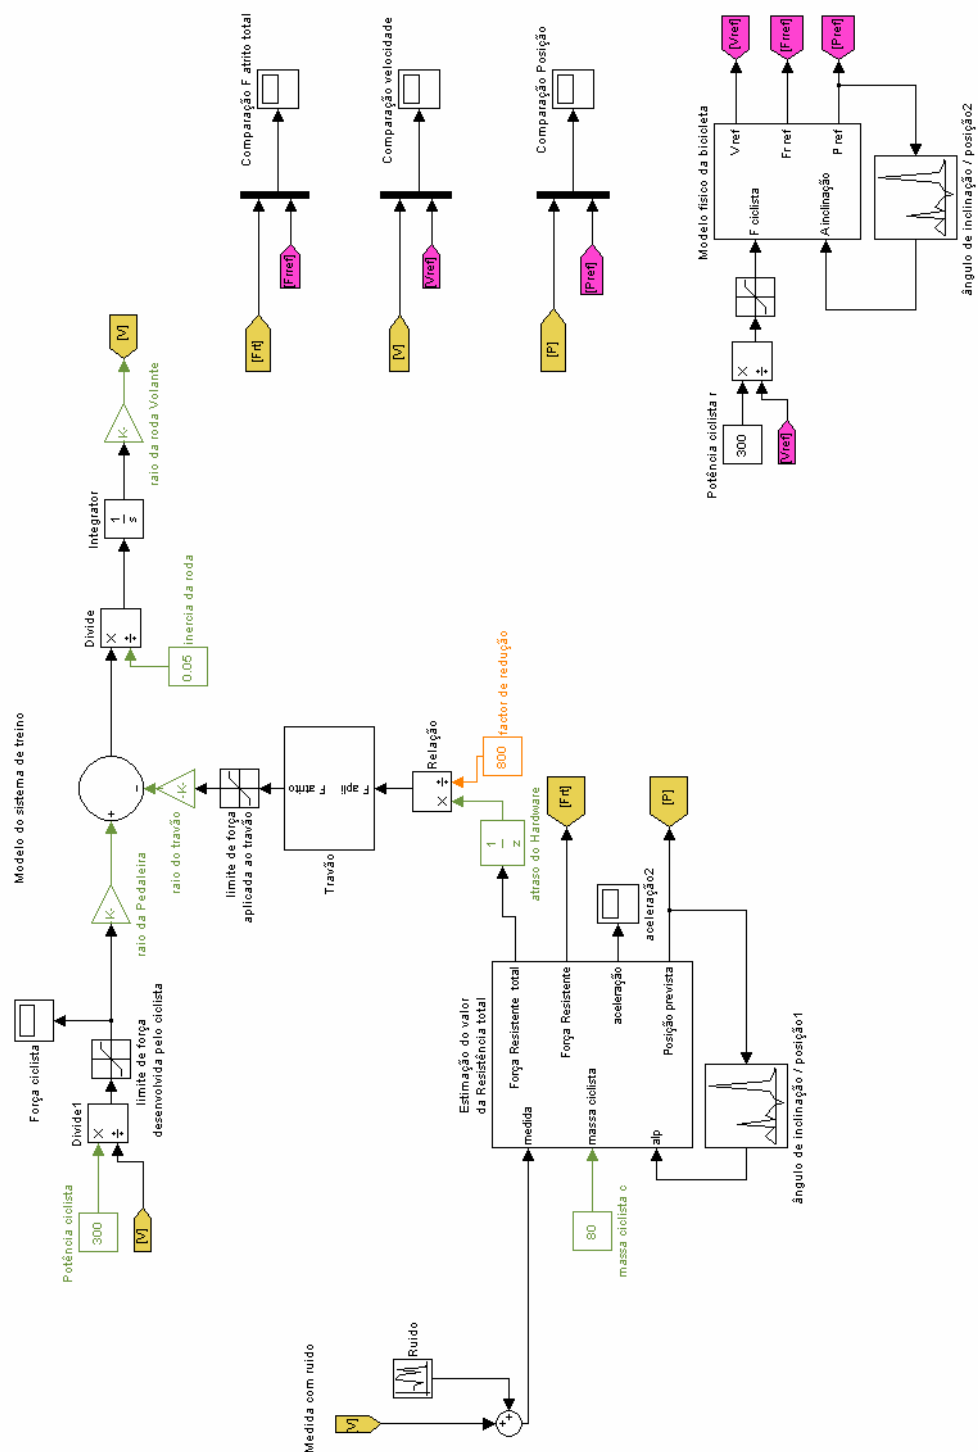 Modelo do sistema de treino
Potência ciclista
300
[V]
Divide1
×
÷
limite de força
desenvolvida pelo ciclista
Força ciclista
-K-
raio da Pedaleira
+
-
-K-
raio do travão
Divide
×
÷
0.05
inercia da roda
Integrator
1
s
-K-
raio da roda Volante
[V]
limite de força
aplicada ao travão
F atrito
F apli
Travão
Relação
×
÷
800
factor de redução
1
z
atraso do Hardware
Medida com ruido
[V]
Ruido
+
+
Estimação do valor
da Resistência total
medida
massa ciclista
alp
Força Resistente total
Força Resistente
aceleração
Posição prevista
80
massa ciclista c
[Frt]
aceleração2
[P]
ângulo de inclinação / posição1
Comparação F atrito total
[Frt]
[Frref]
Comparação velocidade
[V]
[Vref]
Comparação Posição
[P]
[Pref]
Potência ciclista r
300
[Vref]
×
÷
Modelo fisico da bicicleta
F ciclista
A inclinação
V ref
Fr ref
P ref
[Vref]
[Frref]
[Pref]
ângulo de inclinação / posição2